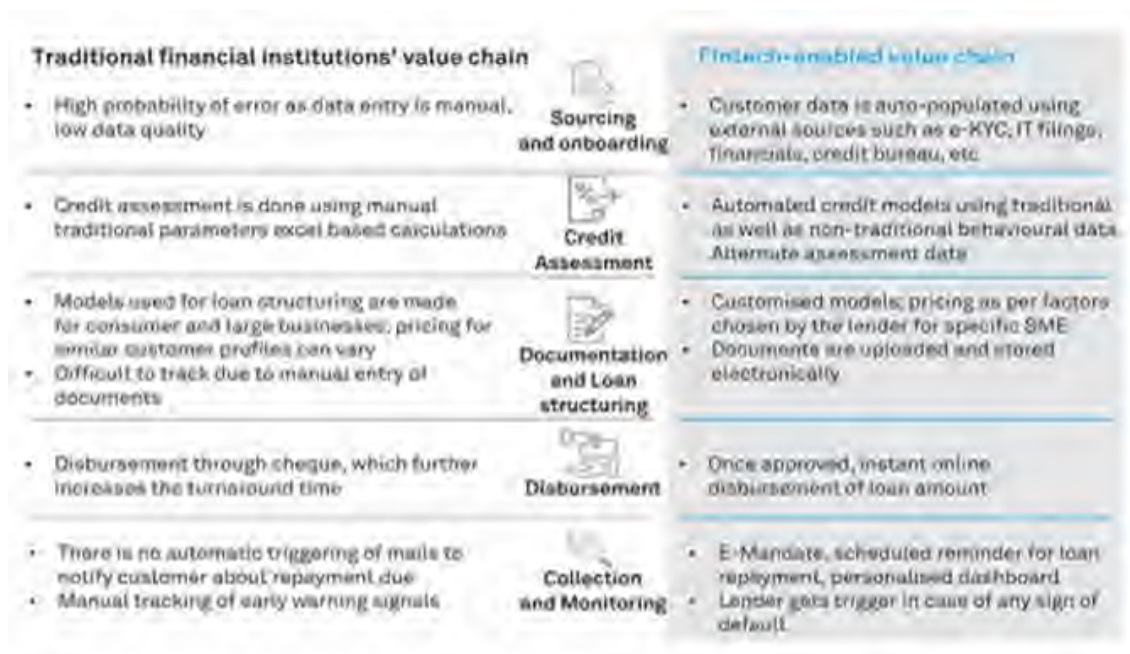 Traditional financial institutions' value chain
• High probability of error as data entry is manual,
low data quality
• Credit assessment is done using manual
traditional parameters excel based calculations
• Models used for loan structuring are made
for consumer and large businesses; pricing for
similar customer profiles can vary
• Difficult to track due to manual entry of
documents
• Disbursement through cheque, which further
increases the turnaround time
• There is no automatic triggering of mails to
notify customer about repayment due
• Manual tracking of early warning signals
Sourcing
and onboarding
Credit
Assessment
Documentation
and Loan
structuring
Disbursement
Collection
and Monitoring
Fintech-enabled value chain
• Customer data is auto-populated using
external sources such as e-KYC, IT filings,
financials, credit bureau, etc
• Automated credit models using traditional
as well as non-traditional behavioural data
Alternate assessment data
• Customised models; pricing as per factors
chosen by the lender for specific SME
• Documents are uploaded and stored
electronically
• Once approved, instant online
disbursement of loan amount
• E-Mandate, scheduled reminder for loan
repayment, personalised dashboard
• Lender gets trigger in case of any sign of
default